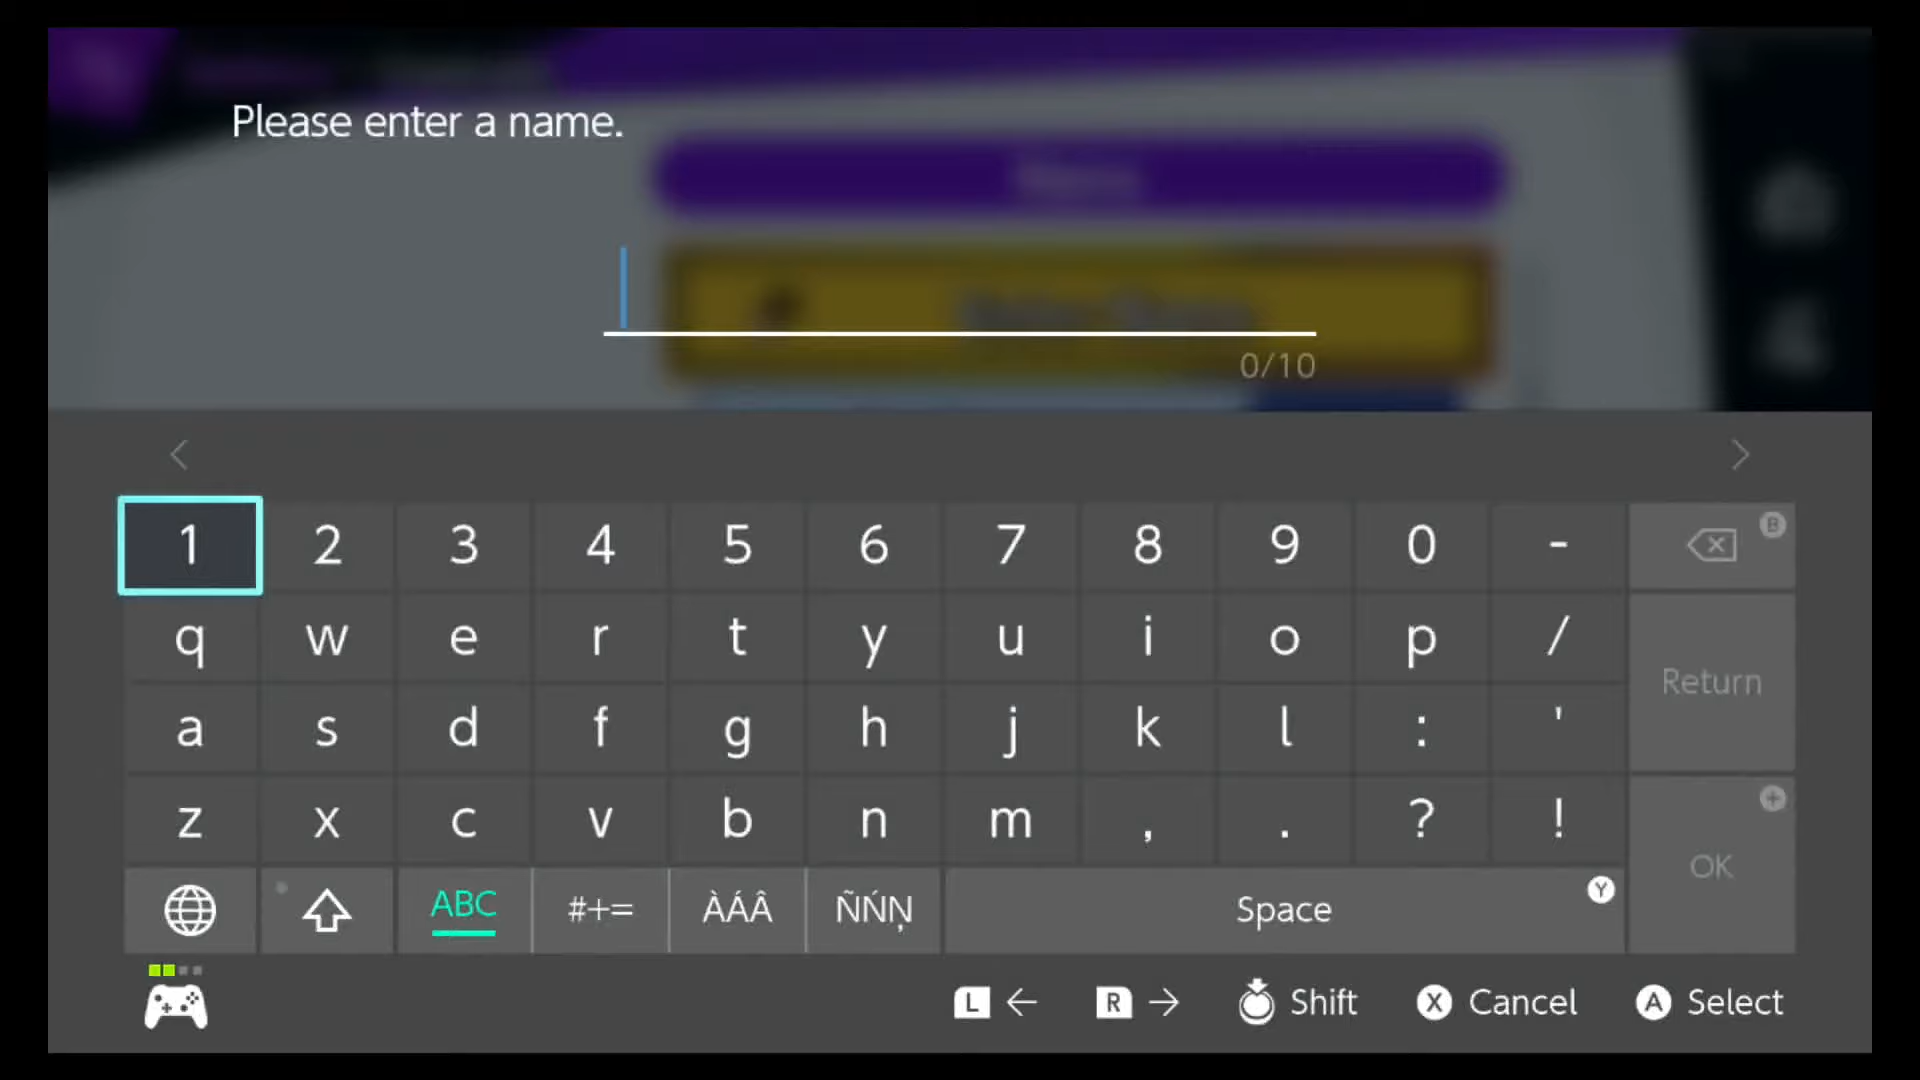 Please enter a name.
0/10
1 2 3 4 5 6 7 8 9 0 -
B
q w e r t y u i o p /
Return
a s d f g h j k l : '
z x c v b n m , . ? !
OK
ABC #+= ÀÁÂ ÑŃŅ Space Y
L ← R → Shift X Cancel A Select